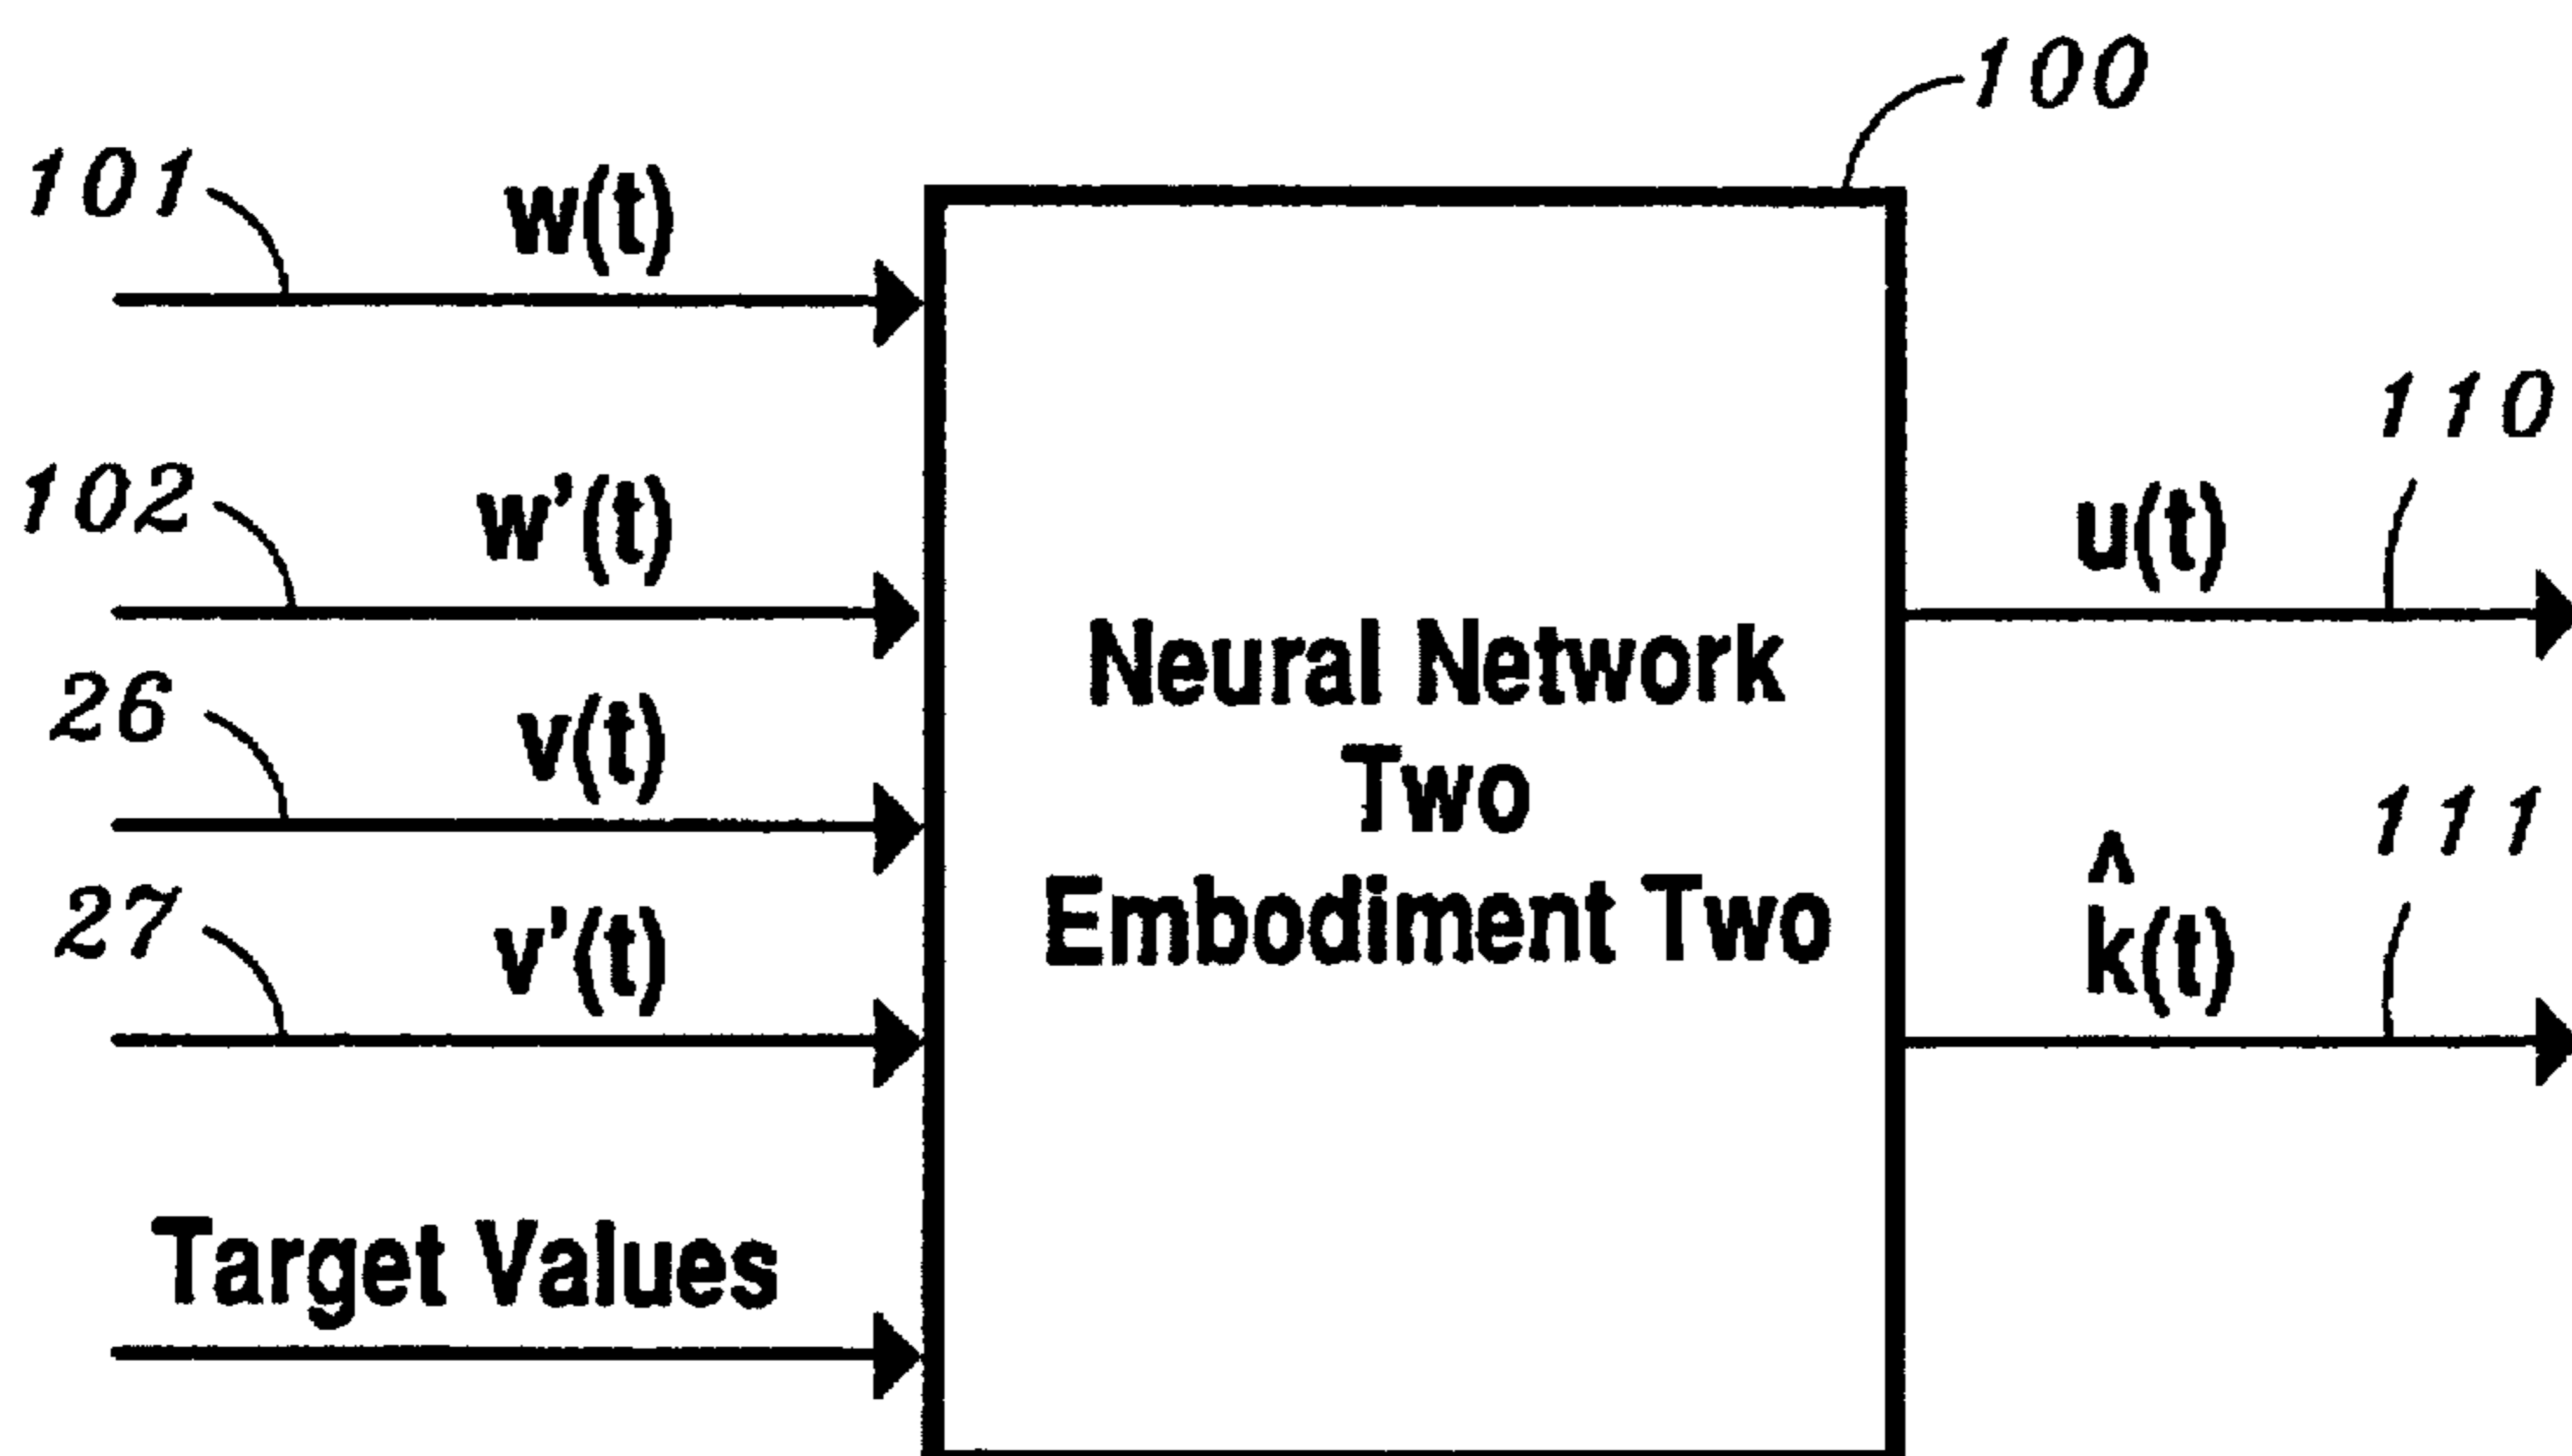 100
101
w(t)
102
w'(t)
110
u(t)
26
v(t)
Neural Network
Two
Embodiment Two
27
v'(t)
111
k̂(t)
Target Values